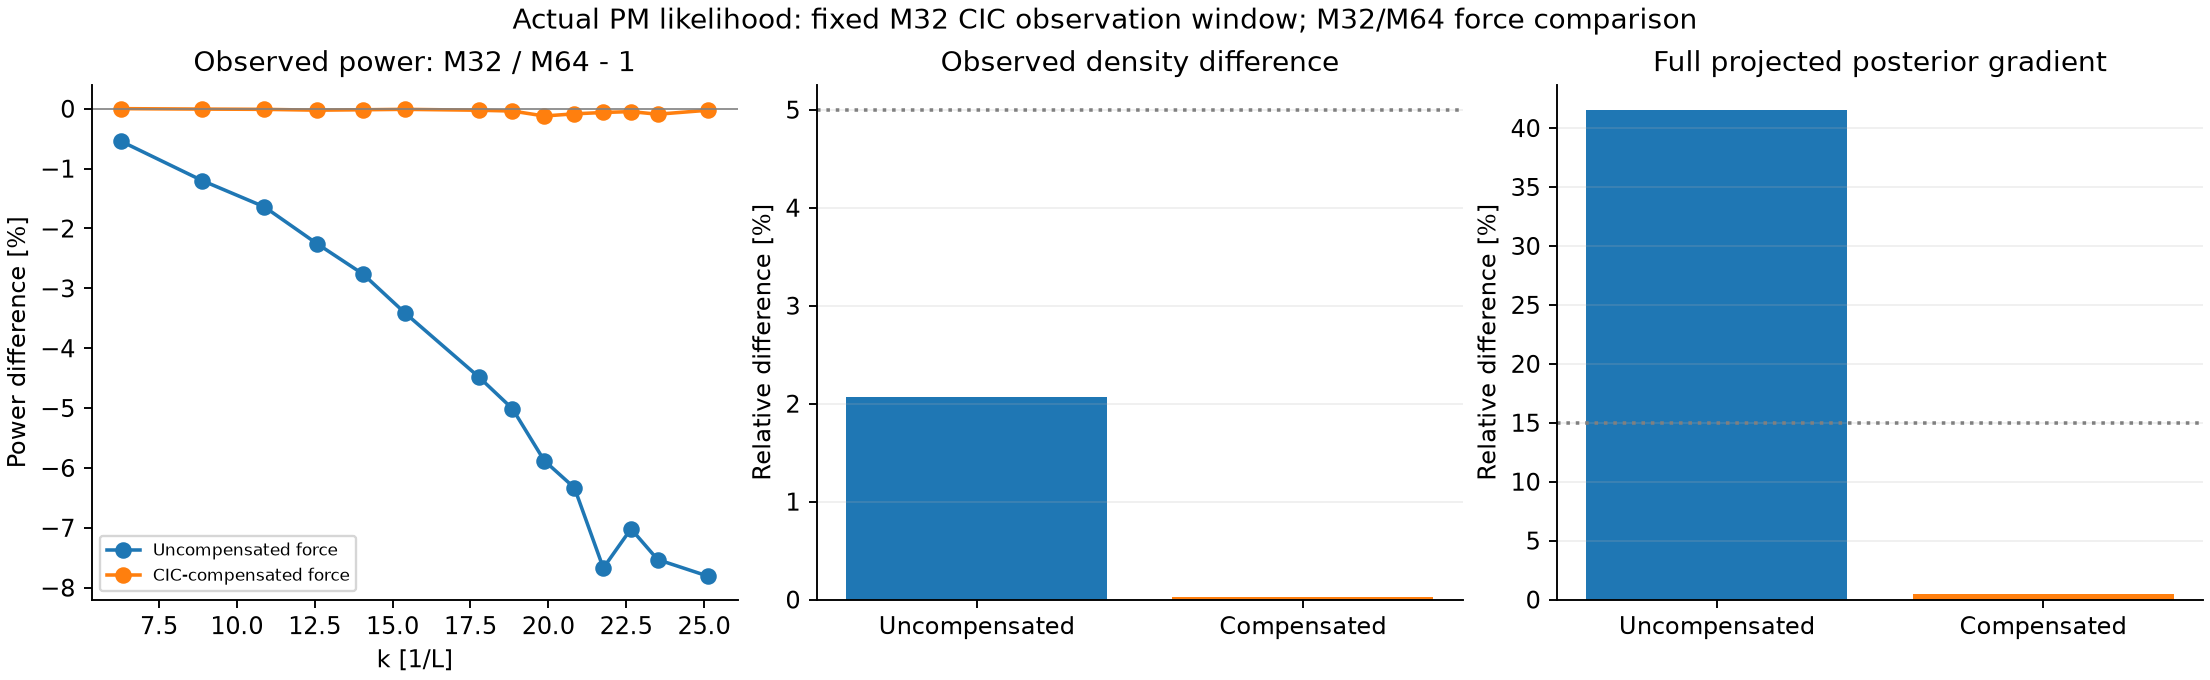 Actual PM likelihood: fixed M32 CIC observation window; M32/M64 force comparison
Observed power: M32 / M64 - 1
Power difference [%]
0
−1
−2
−3
−4
−5
−6
−7
−8
Uncompensated force
CIC-compensated force
7.5 10.0 12.5 15.0 17.5 20.0 22.5 25.0
k [1/L]
Observed density difference
Relative difference [%]
5
4
3
2
1
0
Uncompensated Compensated
Full projected posterior gradient
Relative difference [%]
40
35
30
25
20
15
10
5
0
Uncompensated Compensated